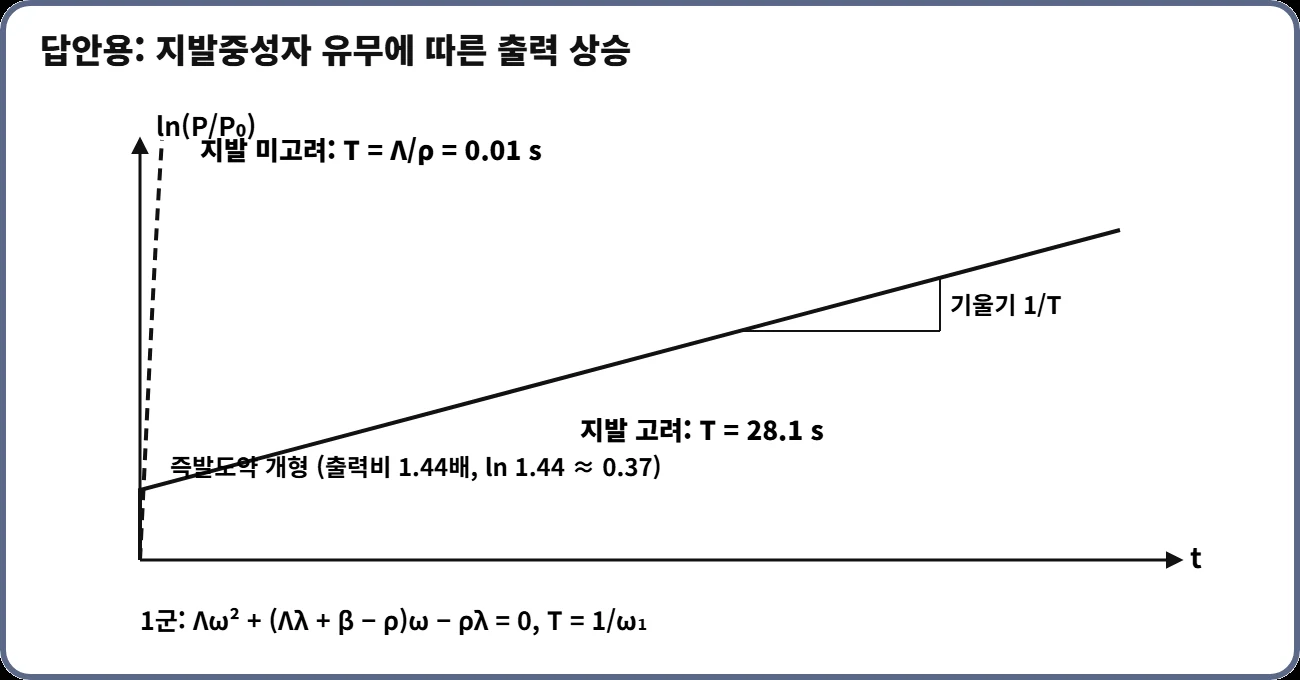 답안용: 지발중성자 유무에 따른 출력 상승
ln(P/P₀)
지발 미고려: T = Λ/ρ = 0.01 s
기울기 1/T
지발 고려: T = 28.1 s
즉발도약 개형 (출력비 1.44배, ln 1.44 ≈ 0.37)
t
1군: Λω² + (Λλ + β − ρ)ω − ρλ = 0, T = 1/ω₁